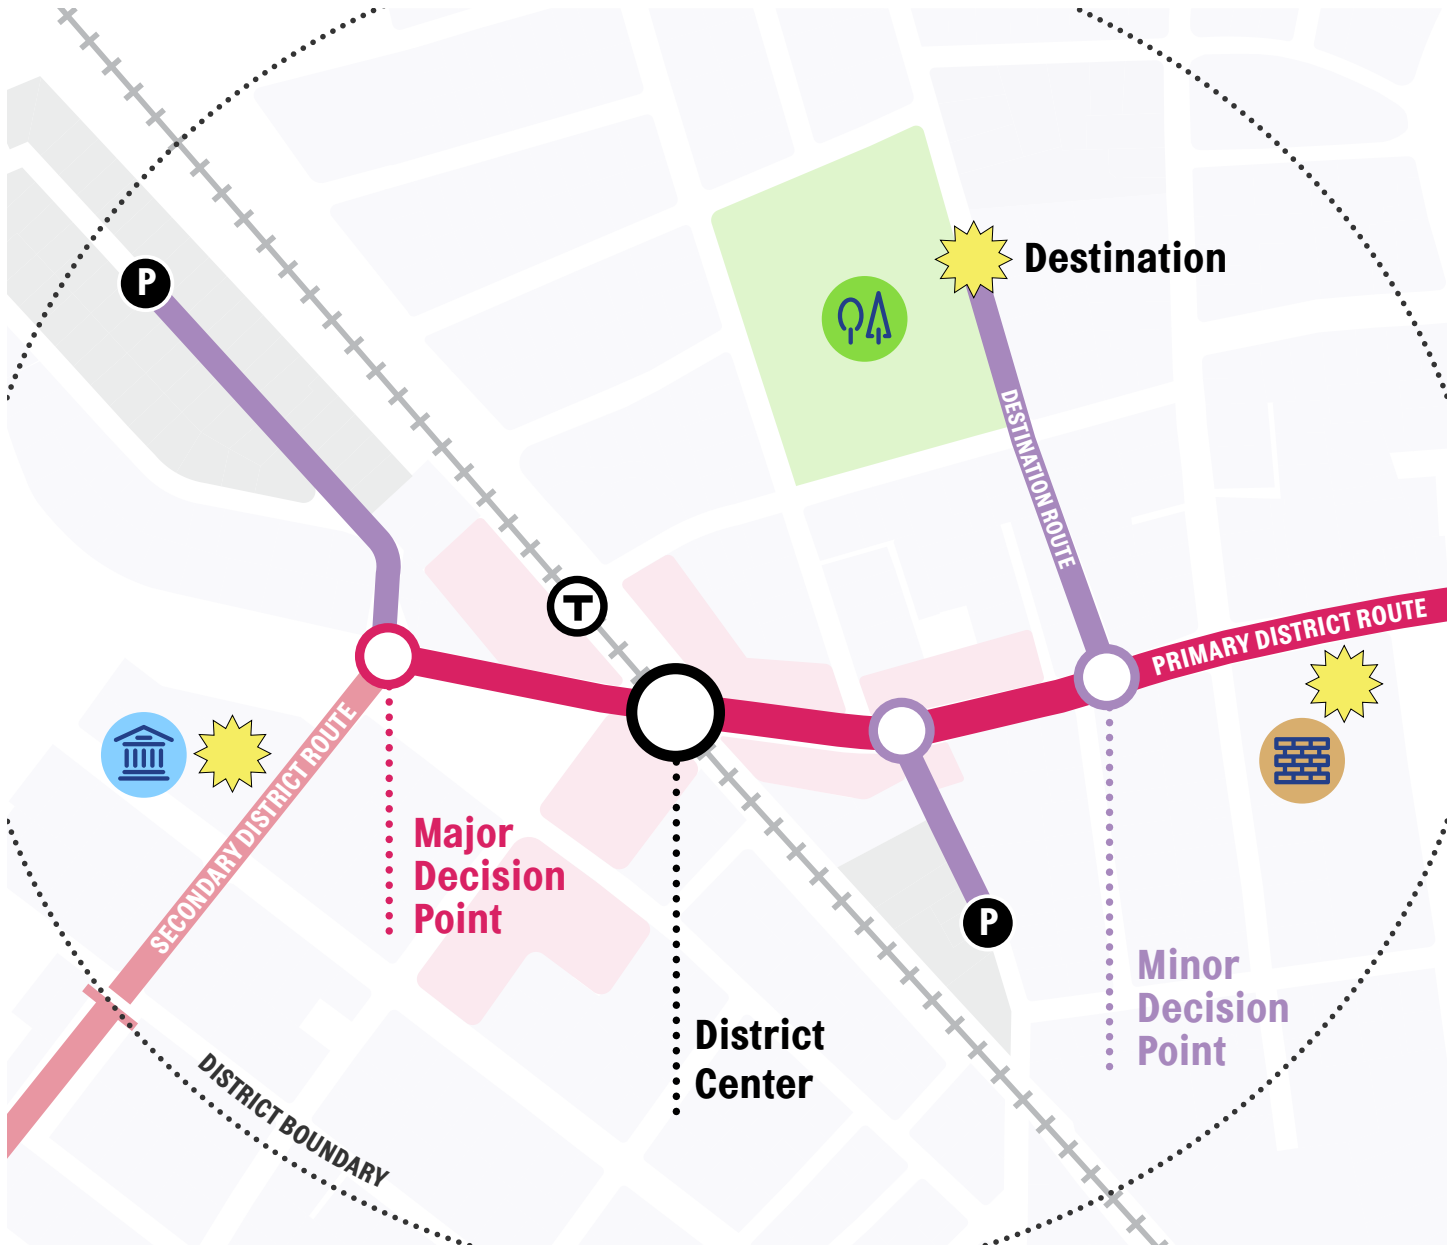 P
Destination
DESTINATION ROUTE
T
PRIMARY DISTRICT ROUTE
SECONDARY DISTRICT ROUTE
Major
Decision
Point
P
Minor
Decision
Point
District
Center
DISTRICT BOUNDARY